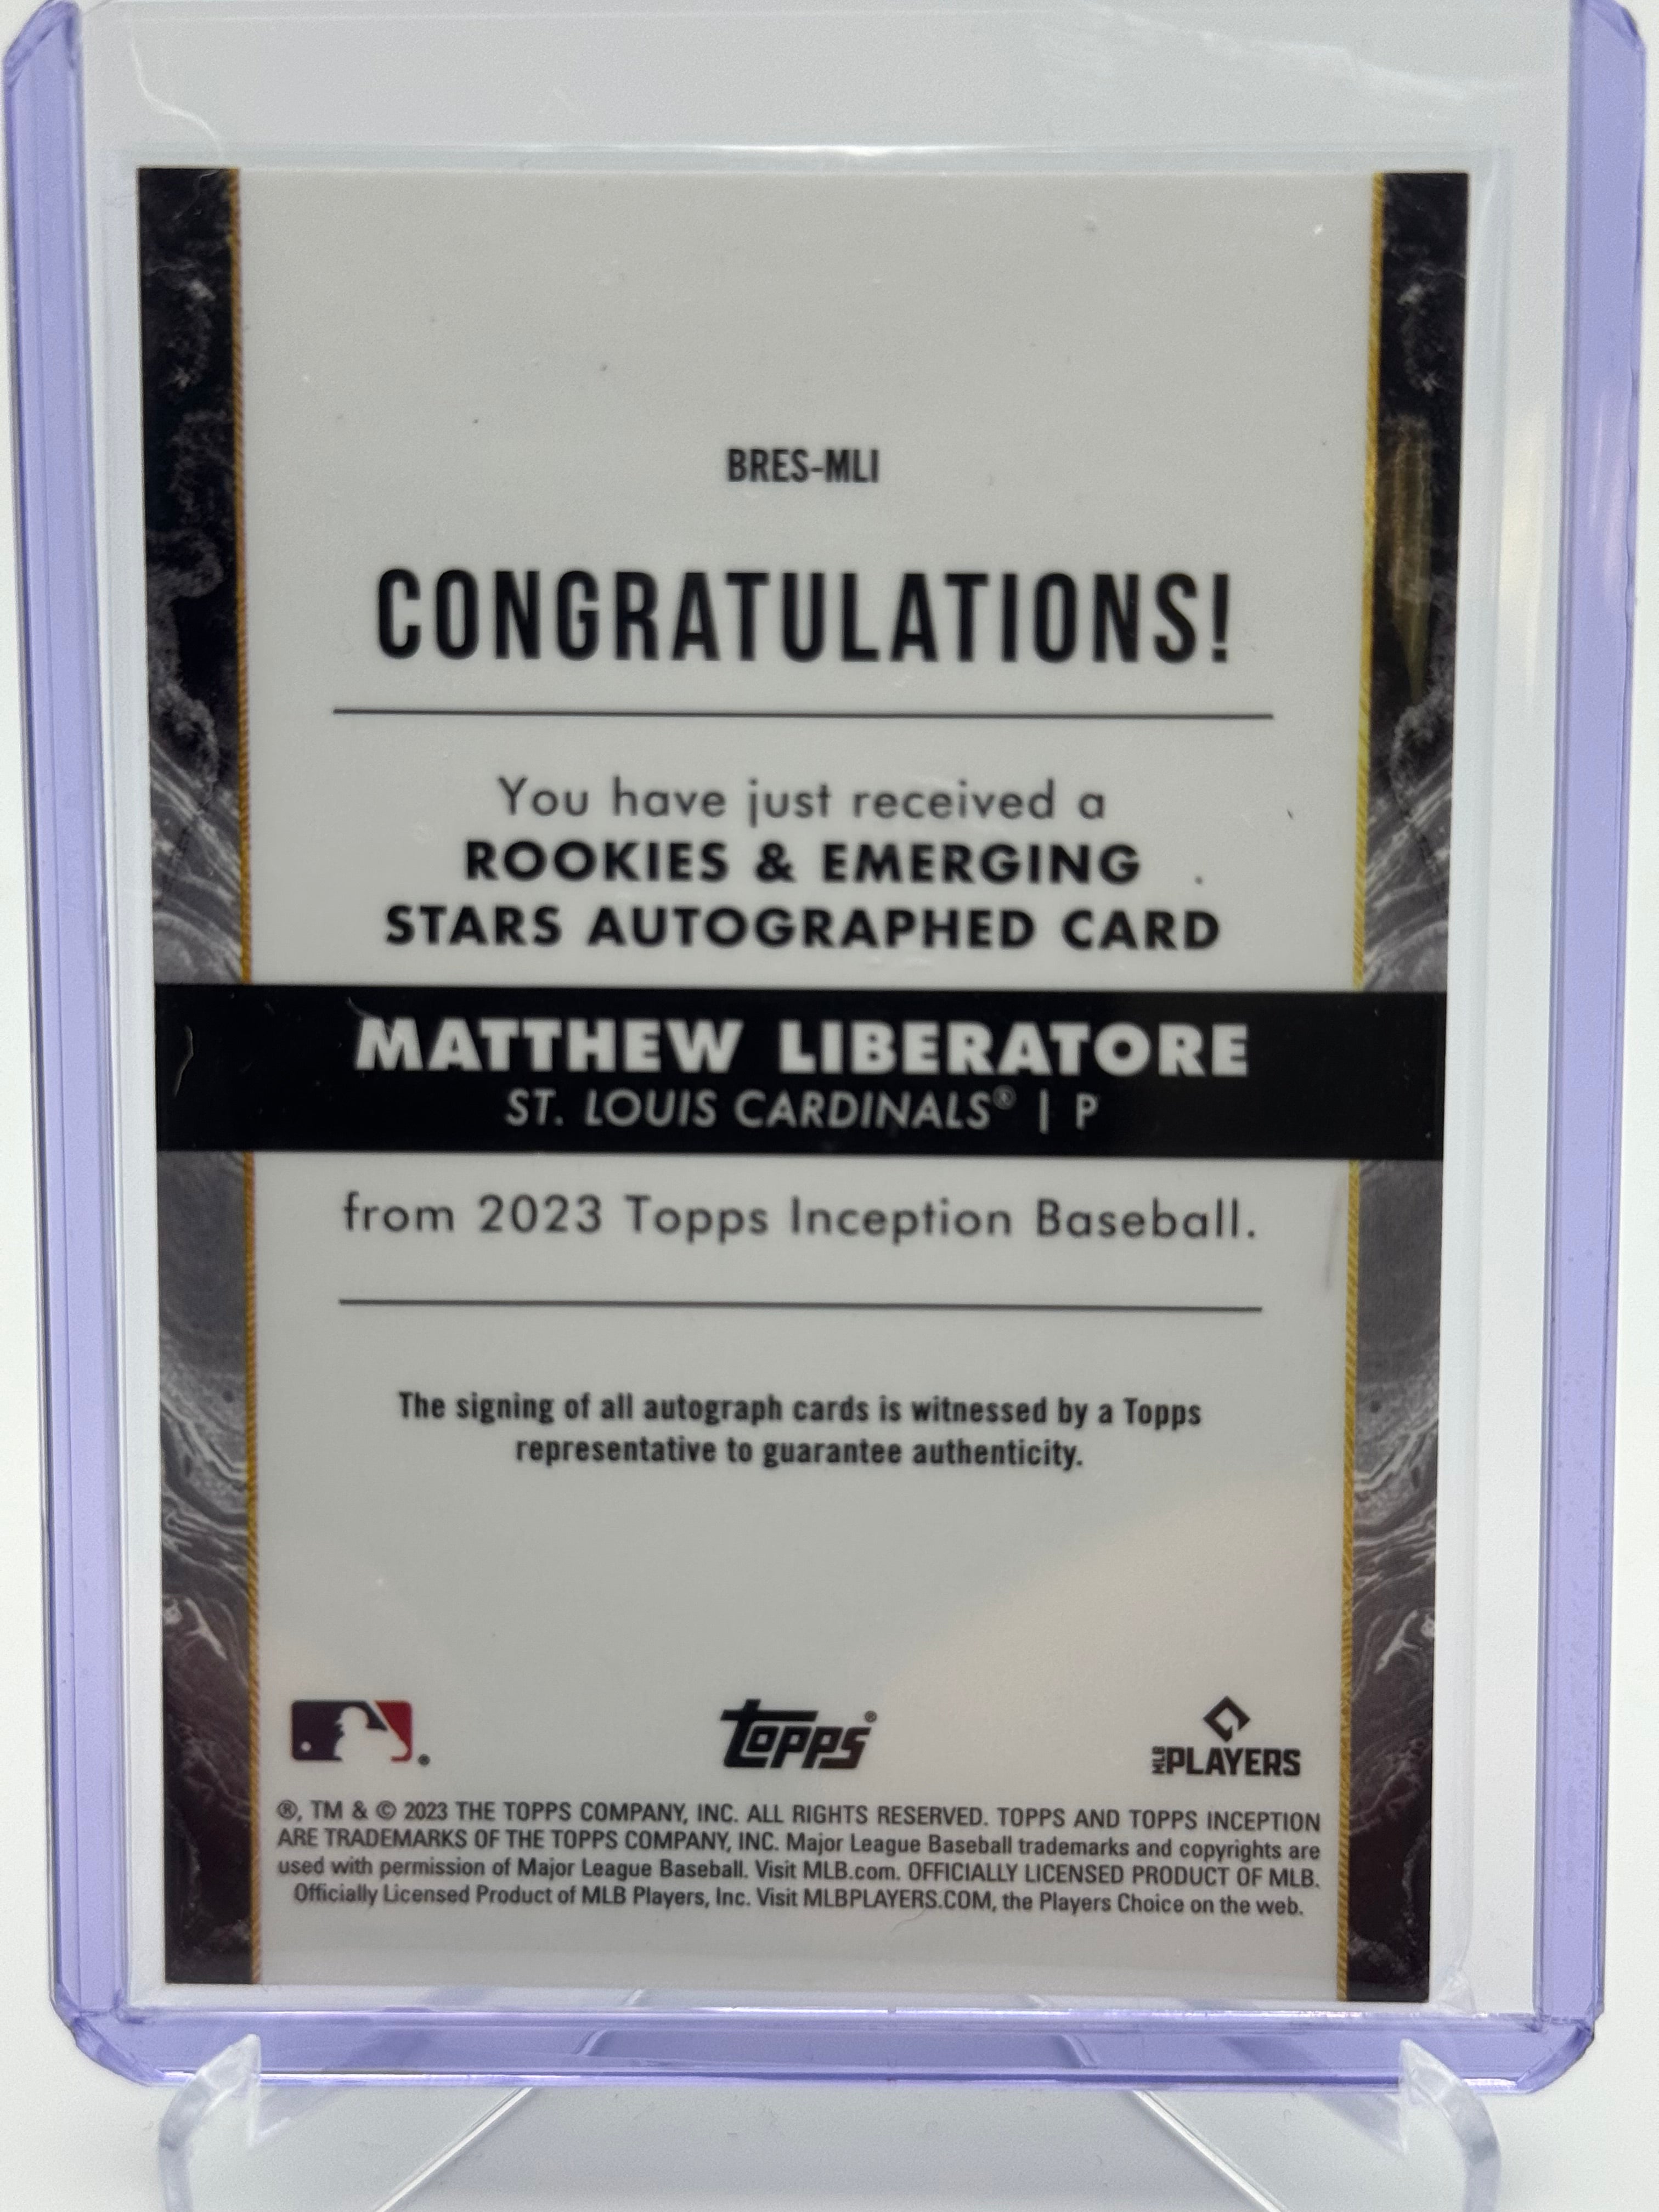 BRES-MLI
CONGRATULATIONS!
You have just received a
ROOKIES & EMERGING
STARS AUTOGRAPHED CARD
MATTHEW LIBERATORE
ST. LOUIS CARDINALS® | P
from 2023 Topps Inception Baseball.
The signing of all autograph cards is witnessed by a Topps
representative to guarantee authenticity.
®
topps®
MLB PLAYERS
®, TM & © 2023 THE TOPPS COMPANY, INC. ALL RIGHTS RESERVED. TOPPS AND TOPPS INCEPTION
ARE TRADEMARKS OF THE TOPPS COMPANY, INC. Major League Baseball trademarks and copyrights are
used with permission of Major League Baseball. Visit MLB.com. OFFICIALLY LICENSED PRODUCT OF MLB.
Officially Licensed Product of MLB Players, Inc. Visit MLBPLAYERS.COM, the Players Choice on the web.